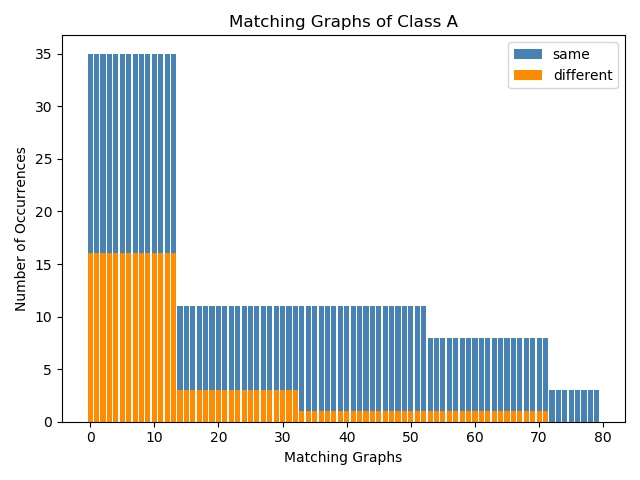 Matching Graphs of Class A
same
different
Number of Occurrences
35
30
25
20
15
10
5
0
0 10 20 30 40 50 60 70 80
Matching Graphs